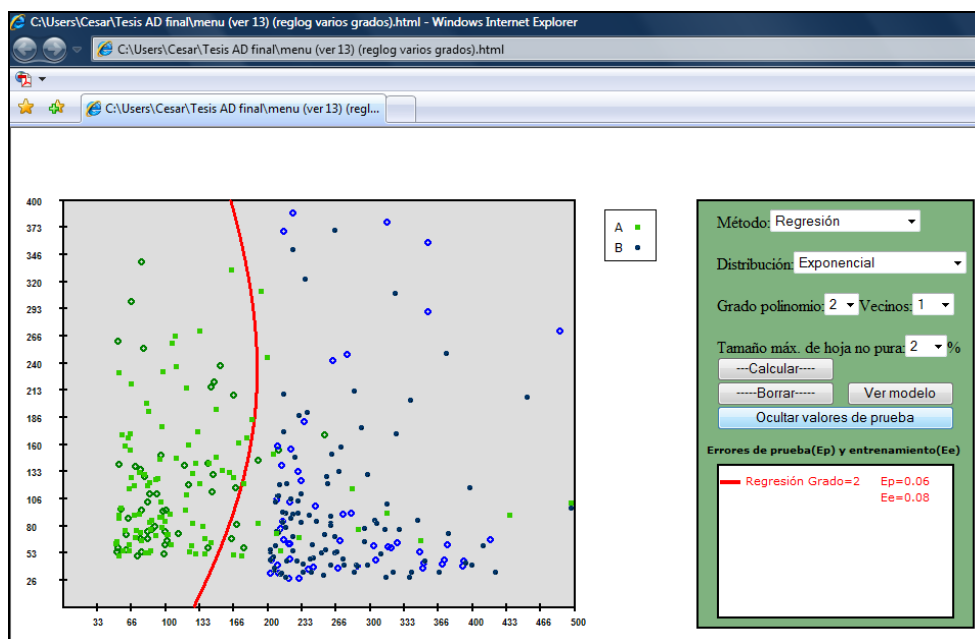 C:\Users\Cesar\Tesis AD final\menu (ver 13) (reglog varios grados).html - Windows Internet Explorer
C:\Users\Cesar\Tesis AD final\menu (ver 13) (reglog varios grados).html
C:\Users\Cesar\Tesis AD final\menu (ver 13) (regl...
400
373
346
320
293
266
240
213
186
160
133
106
80
53
26
33 66 100 133 166 200 233 266 300 333 366 400 433 466 500
A
B
Método: Regresión
Distribución: Exponencial
Grado polinomio: 2 Vecinos: 1
Tamaño máx. de hoja no pura: 2 %
---Calcular----
-----Borrar----- Ver modelo
Ocultar valores de prueba
Errores de prueba(Ep) y entrenamiento(Ee)
Regresión Grado=2 Ep=0.06
Ee=0.08